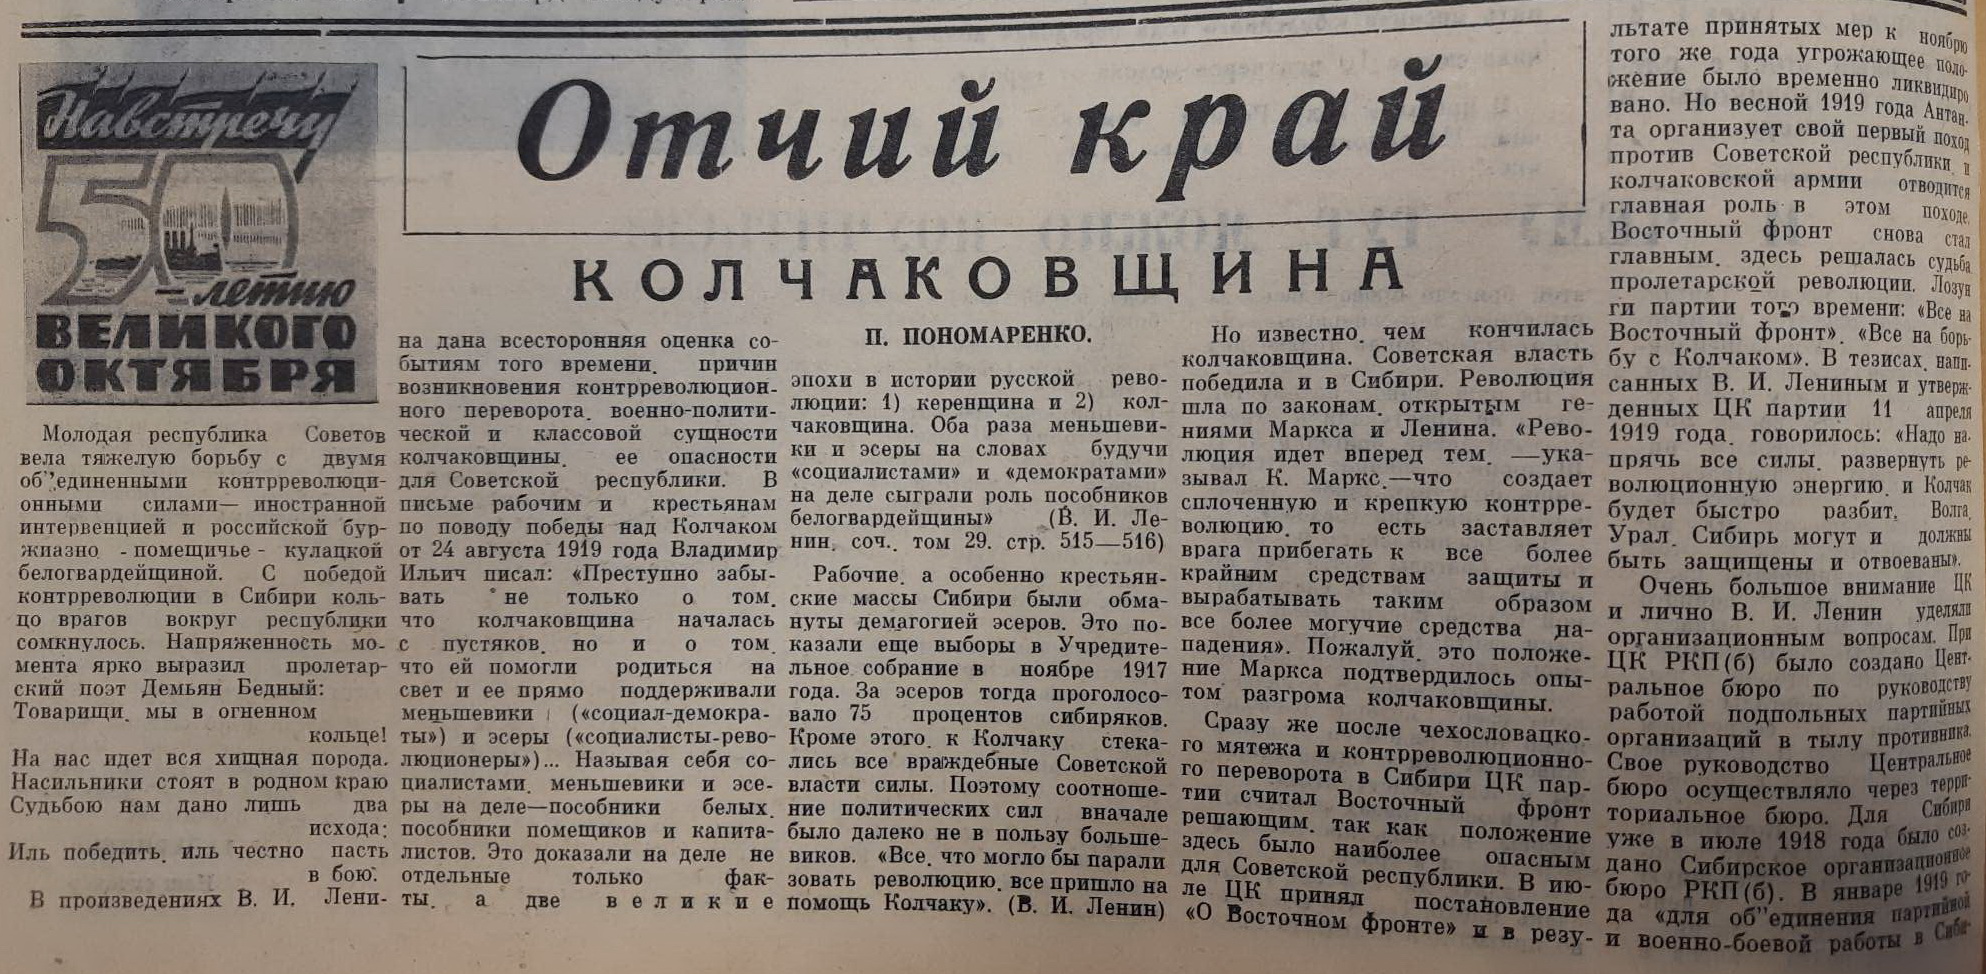 Навстречу
50
-летию
ВЕЛИКОГО
ОКТЯБРЯ
Отчий край
КОЛЧАКОВЩИНА
П. ПОНОМАРЕНКО.
Молодая республика Советов
вела тяжелую борьбу с двумя
об"единенными контрреволюци-
онными силами— иностранной
интервенцией и российской бур-
жпазно - помещичье - кулацкой
белогвардейщиной. С победой
контрреволюции в Сибири коль-
цо врагов вокруг республики
сомкнулось. Напряженность мо-
мента ярко выразил пролетар-
ский поэт Демьян Бедный:
Товарищи, мы в огненном
кольце!
На нас идет вся хищная порода.
Насильники стоят в родном краю
Судьбою нам дано лишь два
исхода:
Иль победить, иль честно пасть
в бою.
В произведениях В. И. Лени-
на дана всесторонняя оценка со-
бытиям того времени, причин
возникновения контрреволюцион-
ного переворота, военно-полити-
ческой и классовой сущности
колчаковщины, ее опасности
для Советской республики. В
письме рабочим и крестьянам
по поводу победы над Колчаком
от 24 августа 1919 года Владимир
Ильич писал: «Преступно забы-
вать не только о том,
что колчаковщина началась
с пустяков, но и о том,
что ей помогли родиться на
свет и ее прямо поддерживали
меньшевики («социал-демокра-
ты») и эсеры («социалисты-рево-
люционеры»)... Называя себя со-
циалистами, меньшевики и эсе-
ры на деле—пособники белых,
пособники помещиков и капита-
листов. Это доказали на деле не
отдельные только фак-
ты, а две великие
эпохи в истории русской рево-
люции: 1) керенщина и 2) кол-
чаковщина. Оба раза меньшеви-
ки и эсеры на словах будучи
«социалистами» и «демократами»
на деле сыграли роль пособников
белогвардейщины» (В. И. Ле-
нин, соч., том 29, стр. 515—516)
Рабочие, а особенно крестьян-
ские массы Сибири были обма-
нуты демагогией эсеров. Это по-
казали еще выборы в Учредите-
льное собрание в ноябре 1917
года. За эсеров тогда проголосо-
вало 75 процентов сибиряков.
Кроме этого, к Колчаку стека-
лись все враждебные Советской
власти силы. Поэтому соотноше-
ние политических сил вначале
было далеко не в пользу больше-
виков. «Все, что могло бы парали
зовать революцию, все пришло на
помощь Колчаку». (В. И. Ленин)
Но известно, чем кончилась
колчаковщина. Советская власть
победила и в Сибири. Революция
шла по законам, открытым ге-
ниями Маркса и Ленина. «Рево-
люция идет вперед тем, —ука-
зывал К. Маркс,—что создает
сплоченную и крепкую контрре-
волюцию, то есть заставляет
врага прибегать к все более
крайним средствам защиты и
вырабатывать таким образом
все более могучие средства на-
падения». Пожалуй, это положе-
ние Маркса подтвердилось опы-
том разгрома колчаковщины.
Сразу же после чехословацко-
го мятежа и контрреволюционно-
го переворота в Сибири ЦК пар-
тии считал Восточный фронт
решающим, так как положение
здесь было наиболее опасным
для Советской республики. В ию-
ле ЦК принял постановление
«О Восточном фронте» и в резу-
льтате принятых мер к ноябрю
того же года угрожающее поло-
жение было временно ликвидиро
вано. Но весной 1919 года Антан-
та организует свой первый поход
против Советской республики и
колчаковской армии отводится
главная роль в этом походе.
Восточный фронт снова стал
главным, здесь решалась судьба
пролетарской революции. Лозун
ги партии того времени: «Все на
Восточный фронт». «Все на борь-
бу с Колчаком». В тезисах, напи-
санных В. И. Лениным и утверж-
денных ЦК партии 11 апреля
1919 года, говорилось: «Надо на-
прячь все силы, развернуть ре-
волюционную энергию, и Колчак
будет быстро разбит. Волга,
Урал, Сибирь могут и должны
быть защищены и отвоеваны».
Очень большое внимание ЦК
и лично В. И. Ленин уделяли
организационным вопросам. При
ЦК РКП(б) было создано Цент-
ральное бюро по руководству
работой подпольных партийных
организаций в тылу противника.
Свое руководство Центральное
бюро осуществляло через терри-
ториальное бюро. Для Сибири
уже в июле 1918 года было соз-
дано Сибирское организационное
бюро РКП(б). В январе 1919 го-
да «для об"единения партийной
и военно-боевой работы в Сиби-